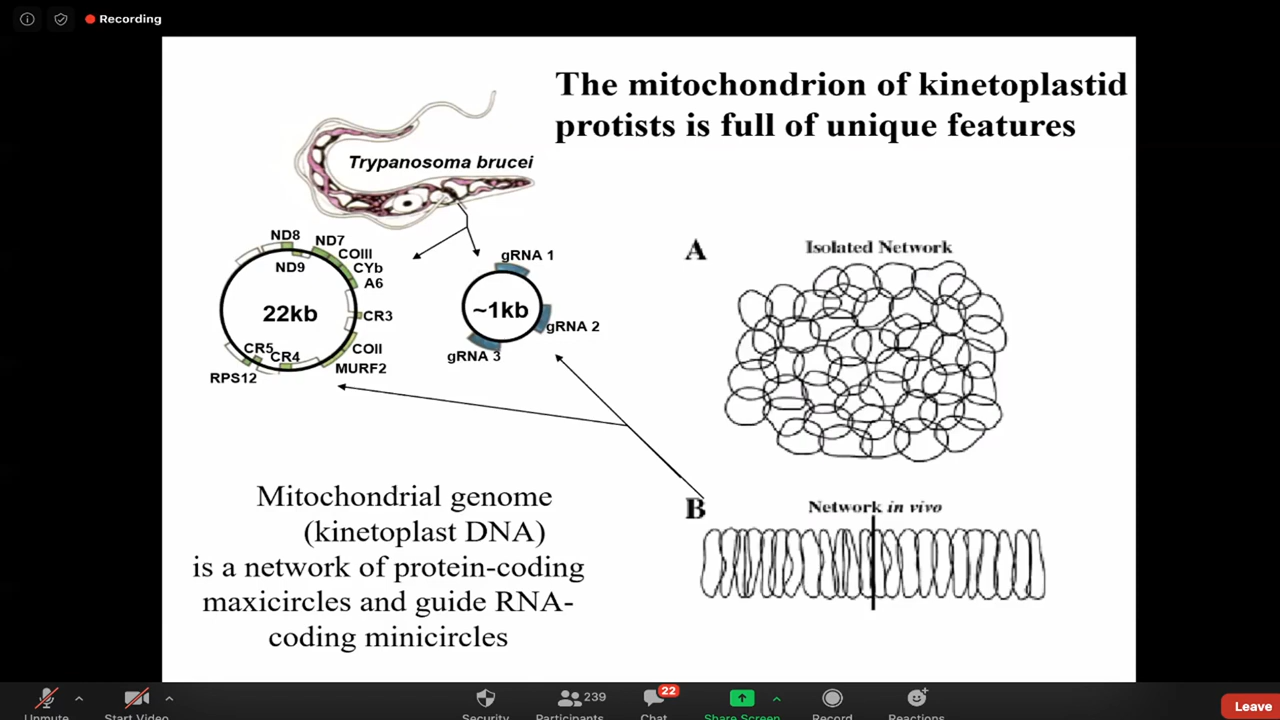 Recording
The mitochondrion of kinetoplastid
protists is full of unique features
Trypanosoma brucei
ND8
ND7
COIII
ND9
CYb
A6
22kb
CR3
CR5
CR4
COII
MURF2
RPS12
gRNA 1
~1kb
gRNA 2
gRNA 3
A
Isolated Network
B
Network in vivo
Mitochondrial genome
(kinetoplast DNA)
is a network of protein-coding
maxicircles and guide RNA-
coding minicircles
Unmute
Start Video
Security
Participants
239
Chat
22
Share Screen
Record
Reactions
Leave